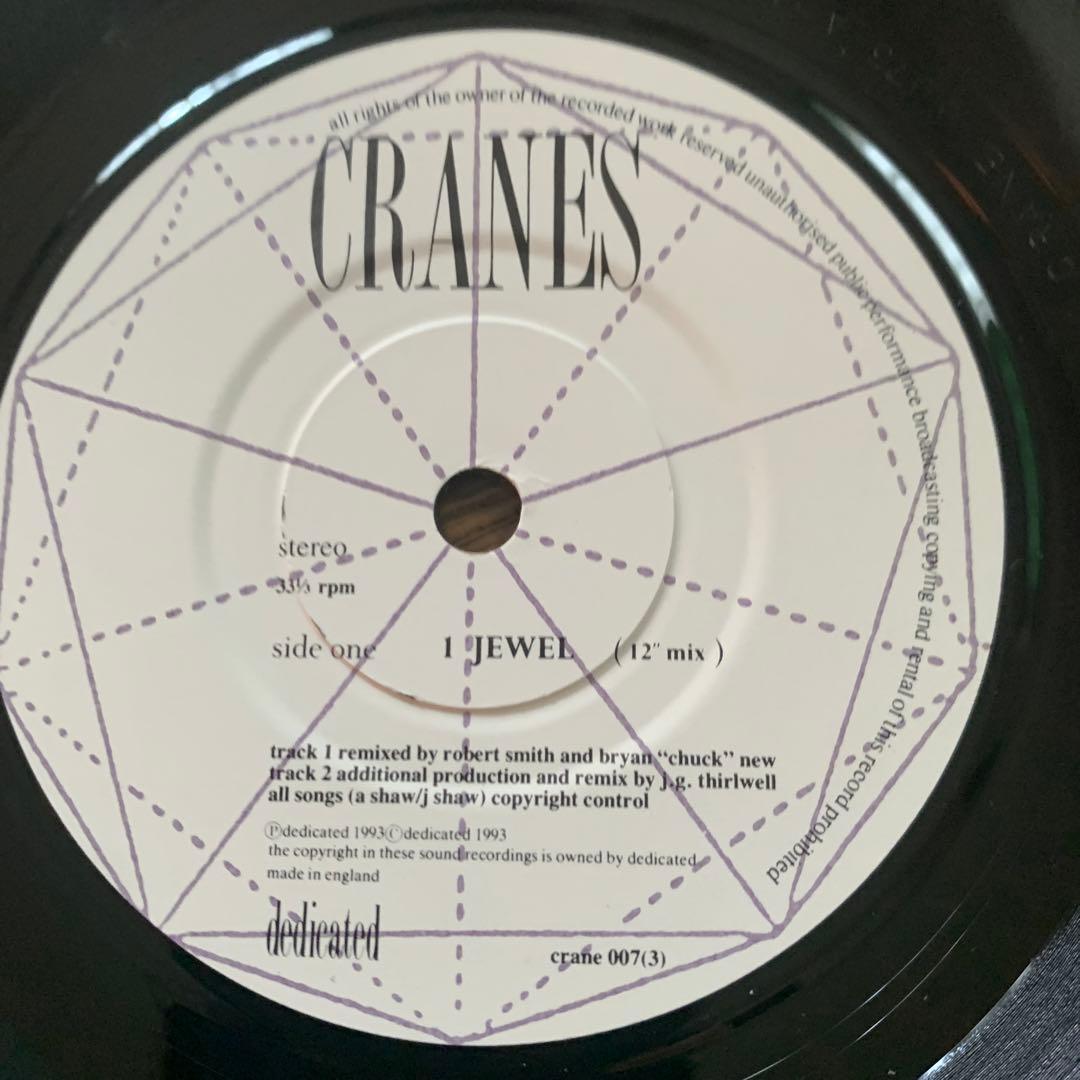 all rights of the owner of the recorded work reserved unauthorised public performance broadcasting copying and rental of this record prohibited
CRANES
stereo
33⅓ rpm
side one 1 JEWEL ( 12" mix )
track 1 remixed by robert smith and bryan “chuck” new
track 2 additional production and remix by j.g. thirlwell
all songs (a shaw/j shaw) copyright control
Ⓟdedicated 1993Ⓒdedicated 1993
the copyright in these sound recordings is owned by dedicated
made in england
dedicated
crane 007(3)